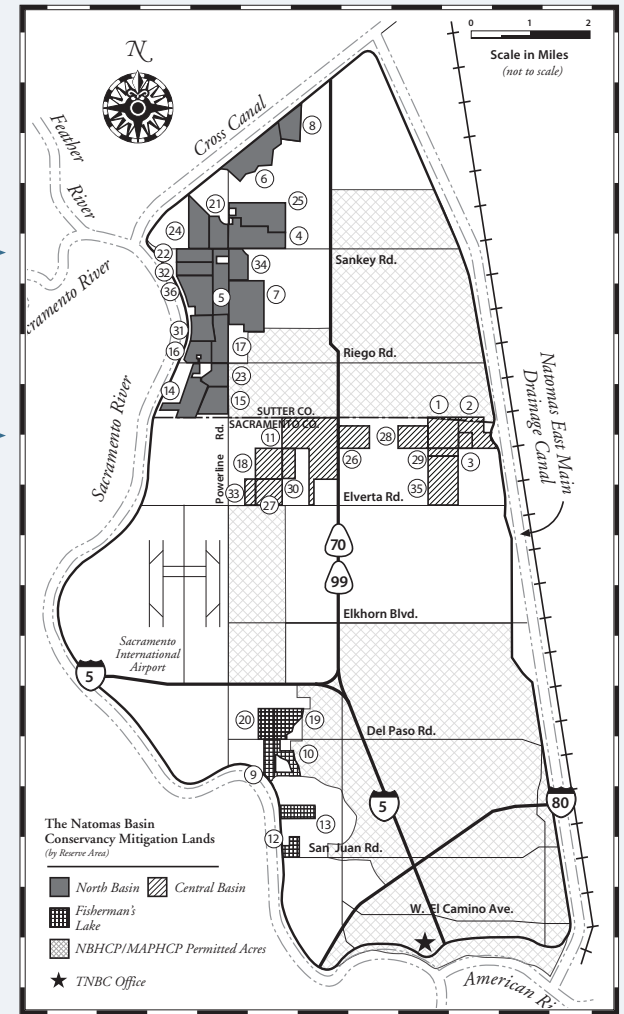 0 1 2
Scale in Miles
(not to scale)
N
Feather
River
Cross Canal
8
6
21
25
24
4
22
Sankey Rd.
32
34
36
5
7
Sacramento River
31
17
16
Riego Rd.
23
14
15
Sacramento River
SUTTER CO.
SACRAMENTO CO.
1
2
11
28
Powerline Rd.
18
26
29
3
33
30
35
27
Elverta Rd.
Natomas East Main
Drainage Canal
70
99
Elkhorn Blvd.
Sacramento
International
Airport
5
20
19
Del Paso Rd.
10
9
5
80
13
12
San Juan Rd.
The Natomas Basin
Conservancy Mitigation Lands
(by Reserve Area)
North Basin
Central Basin
Fisherman's
Lake
W. El Camino Ave.
NBHCP/MAPHCP Permitted Acres
TNBC Office
American Ri